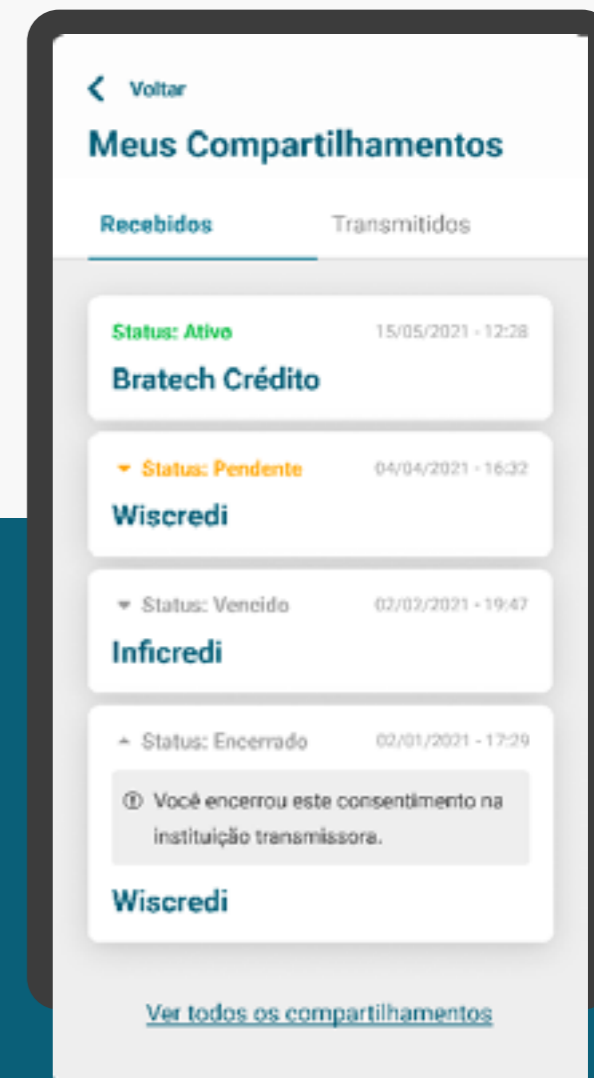 Voltar
Meus Compartilhamentos
Recebidos Transmitidos
Status: Ativo 15/05/2021 - 12:28
Bratech Crédito
Status: Pendente 04/04/2021 - 16:32
Wiscredi
Status: Vencido 02/02/2021 - 19:47
Inficredi
Status: Encerrado 02/01/2021 - 17:29
Você encerrou este consentimento na
instituição transmissora.
Wiscredi
Ver todos os compartilhamentos